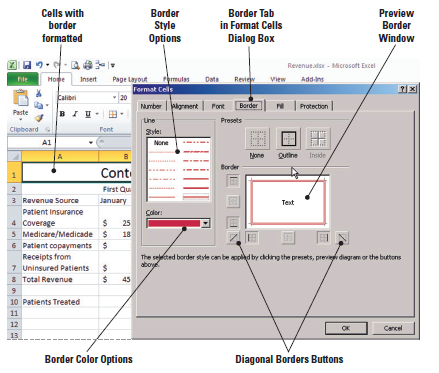 Cells with
border
formatted
Border
Style
Options
Border Tab
in Format Cells
Dialog Box
Preview
Border
Window
Revenue.xlsx - Microsoft Excel
File Home Insert Page Layout Formulas Data Review View Add-Ins
Format Cells
Number Alignment Font Border Fill Protection
Paste
Calibri 20
B I U
Clipboard Font
A1
A B
1 Cont
2 First Qua
3 Revenue Source January
Patient Insurance
4 Coverage $ 25
5 Medicare/Medicade $ 18
6 Patient copayments $
Receipts from
7 Uninsured Patients $
8 Total Revenue $ 45
9
10 Patients Treated
11
12
13
Line
Style:
None
Color:
Presets
None Outline Inside
Border
Text
The selected border style can be applied by clicking the presets, preview diagram or the buttons
above.
OK Cancel
Border Color Options
Diagonal Borders Buttons